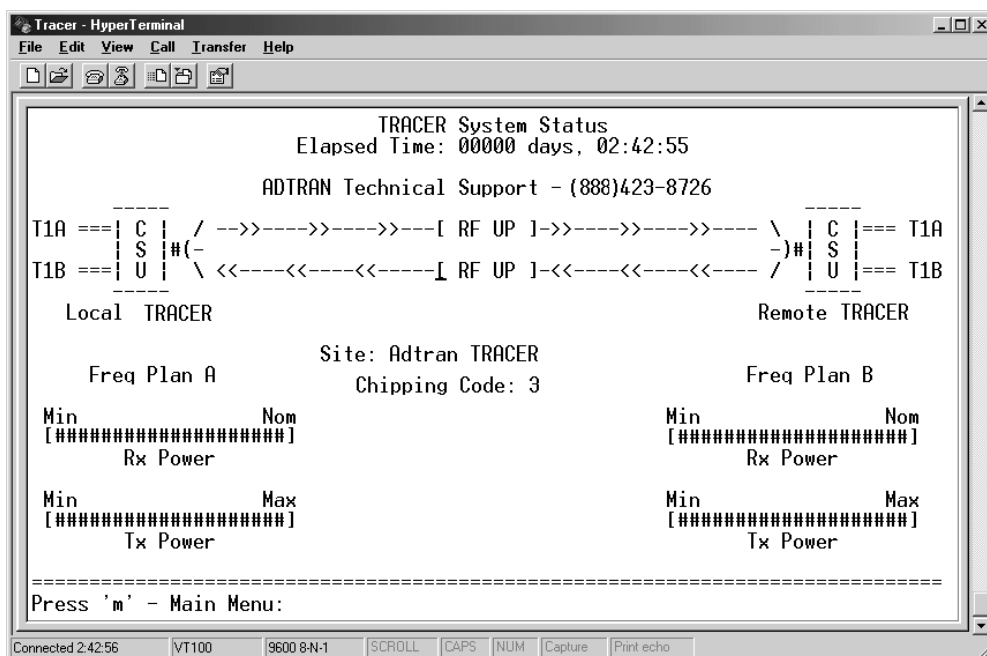 Tracer - HyperTerminal
File Edit View Call Transfer Help
TRACER System Status
Elapsed Time: 00000 days, 02:42:55
ADTRAN Technical Support - (888)423-8726
T1A ===| C | / -->>---->>---->>---[ RF UP ]->>---->>---->>---- \ | C |=== T1A
| S |#(- -)#| S |
T1B ===| U | \ <<----<<----<<-----[ RF UP ]-<<----<<----<<---- / | U |=== T1B
Local TRACER Remote TRACER
Site: Adtran TRACER
Freq Plan A Freq Plan B
Chipping Code: 3
Min Nom Min Nom
[####################] [####################]
Rx Power Rx Power
Min Max Min Max
[####################] [####################]
Tx Power Tx Power
===============================================================================
Press 'm' - Main Menu:
Connected 2:42:56 VT100 9600 8-N-1 SCROLL CAPS NUM Capture Print echo